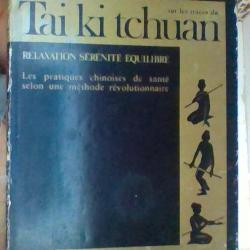 sur les traces du
Tai ki tchuan
RELAXATION SÉRÉNITÉ ÉQUILIBRE
Les pratiques chinoises de santé
selon une méthode révolutionnaire